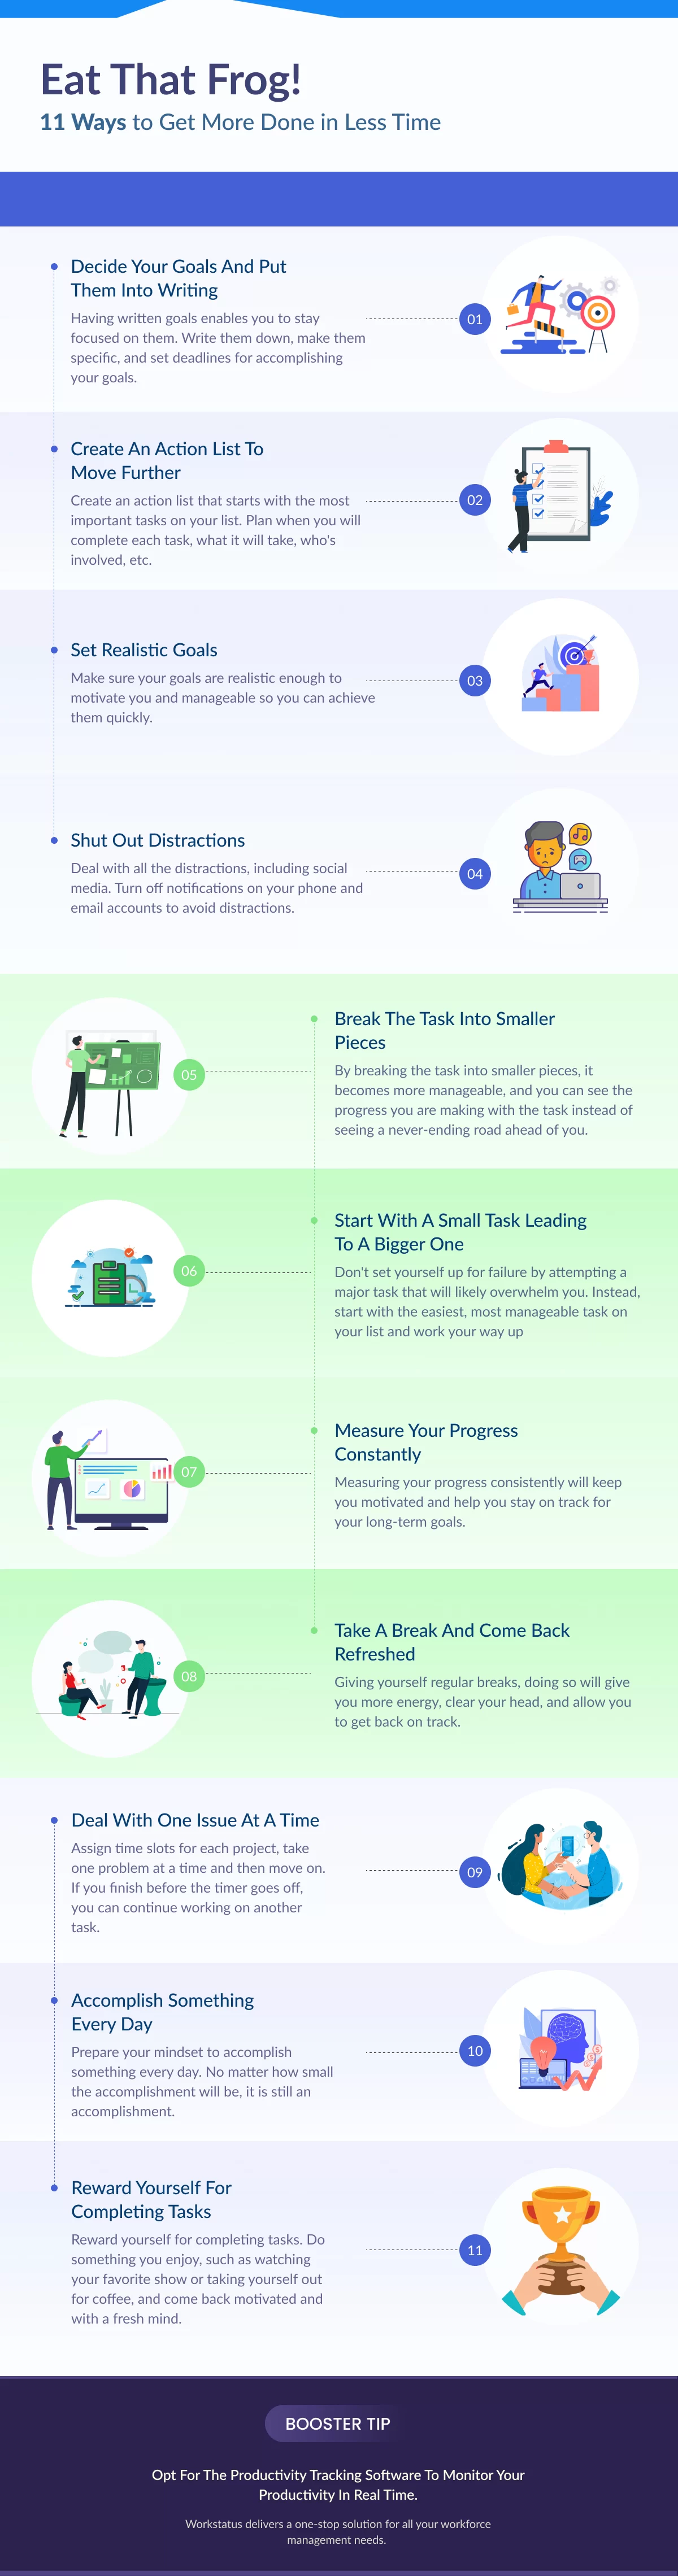 Eat That Frog!
11 Ways to Get More Done in Less Time
Decide Your Goals And Put
Them Into Writing
Having written goals enables you to stay
focused on them. Write them down, make them
specific, and set deadlines for accomplishing
your goals.
01
Create An Action List To
Move Further
Create an action list that starts with the most
important tasks on your list. Plan when you will
complete each task, what it will take, who's
involved, etc.
02
Set Realistic Goals
Make sure your goals are realistic enough to
motivate you and manageable so you can achieve
them quickly.
03
Shut Out Distractions
Deal with all the distractions, including social
media. Turn off notifications on your phone and
email accounts to avoid distractions.
04
05
Break The Task Into Smaller
Pieces
By breaking the task into smaller pieces, it
becomes more manageable, and you can see the
progress you are making with the task instead of
seeing a never-ending road ahead of you.
06
Start With A Small Task Leading
To A Bigger One
Don't set yourself up for failure by attempting a
major task that will likely overwhelm you. Instead,
start with the easiest, most manageable task on
your list and work your way up
07
Measure Your Progress
Constantly
Measuring your progress consistently will keep
you motivated and help you stay on track for
your long-term goals.
08
Take A Break And Come Back
Refreshed
Giving yourself regular breaks, doing so will give
you more energy, clear your head, and allow you
to get back on track.
Deal With One Issue At A Time
Assign time slots for each project, take
one problem at a time and then move on.
If you finish before the timer goes off,
you can continue working on another
task.
09
Accomplish Something
Every Day
Prepare your mindset to accomplish
something every day. No matter how small
the accomplishment will be, it is still an
accomplishment.
10
Reward Yourself For
Completing Tasks
Reward yourself for completing tasks. Do
something you enjoy, such as watching
your favorite show or taking yourself out
for coffee, and come back motivated and
with a fresh mind.
11
BOOSTER TIP
Opt For The Productivity Tracking Software To Monitor Your
Productivity In Real Time.
Workstatus delivers a one-stop solution for all your workforce
management needs.